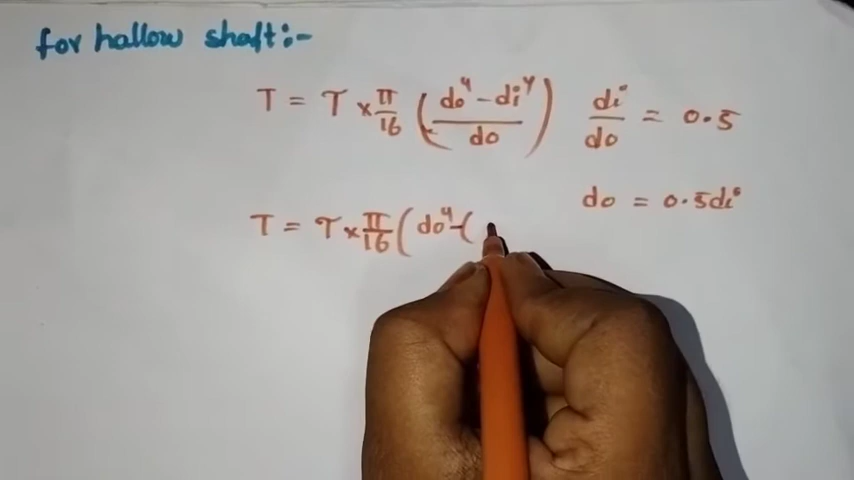 for hallow shaft:-
T = τ × π/16 (do⁴ - di⁴ / do) di/do = 0.5
do = 0.5di
T = τ × π/16 (do⁴ - (